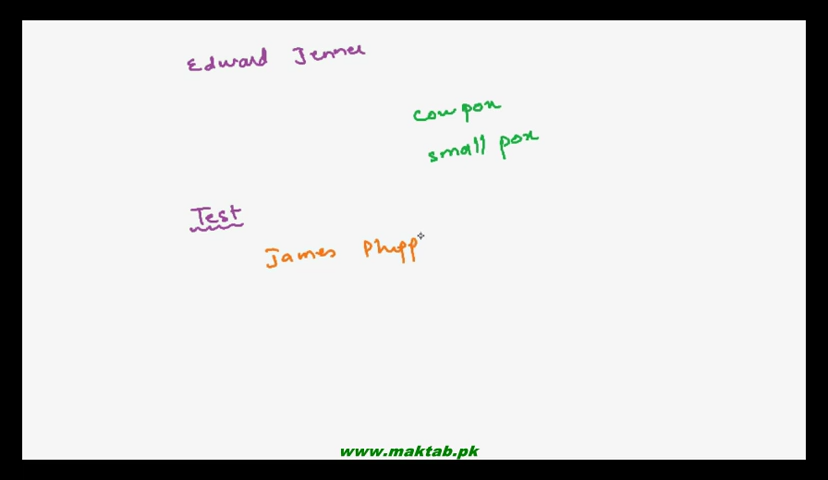 Edward Jenner
cowpox
small pox
Test
James Phipp
www.maktab.pk